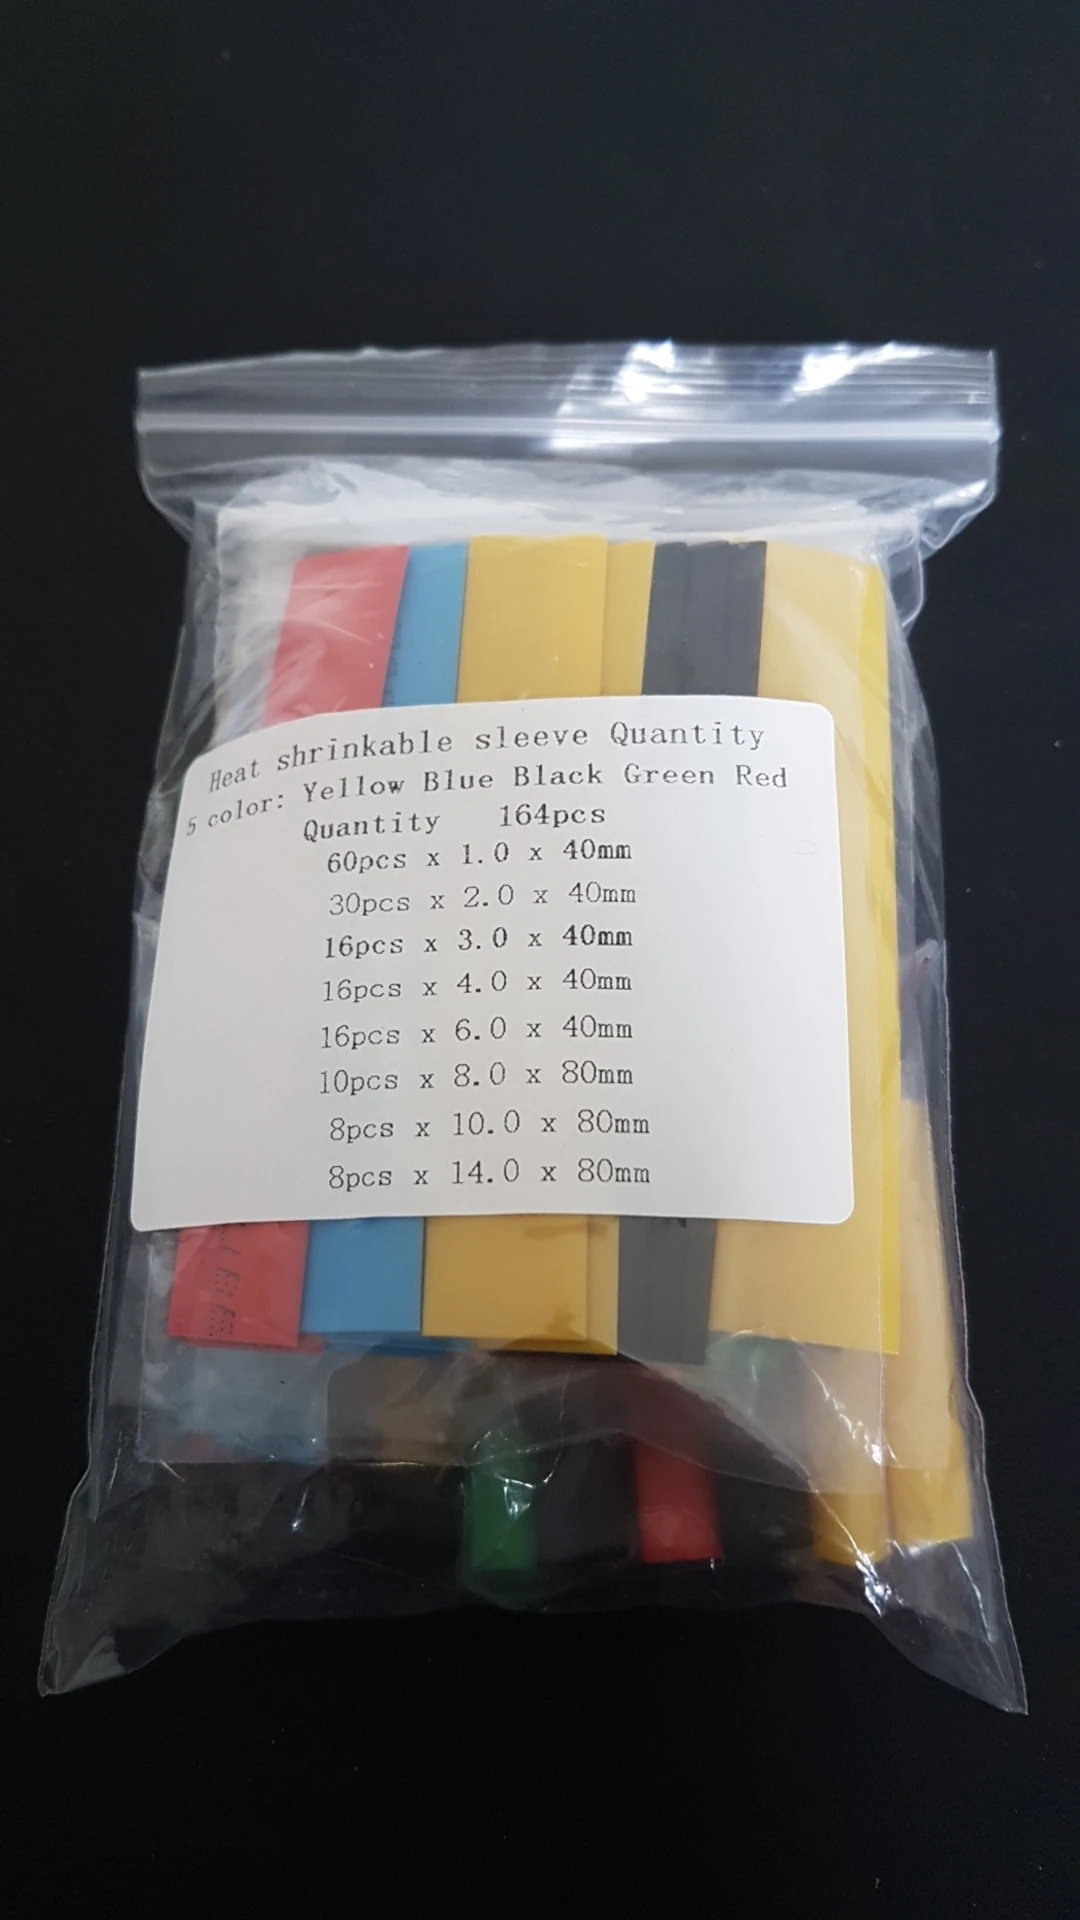 Heat shrinkable sleeve Quantity
5 color: Yellow Blue Black Green Red
Quantity 164pcs
60pcs x 1.0 x 40mm
30pcs x 2.0 x 40mm
16pcs x 3.0 x 40mm
16pcs x 4.0 x 40mm
16pcs x 6.0 x 40mm
10pcs x 8.0 x 80mm
8pcs x 10.0 x 80mm
8pcs x 14.0 x 80mm